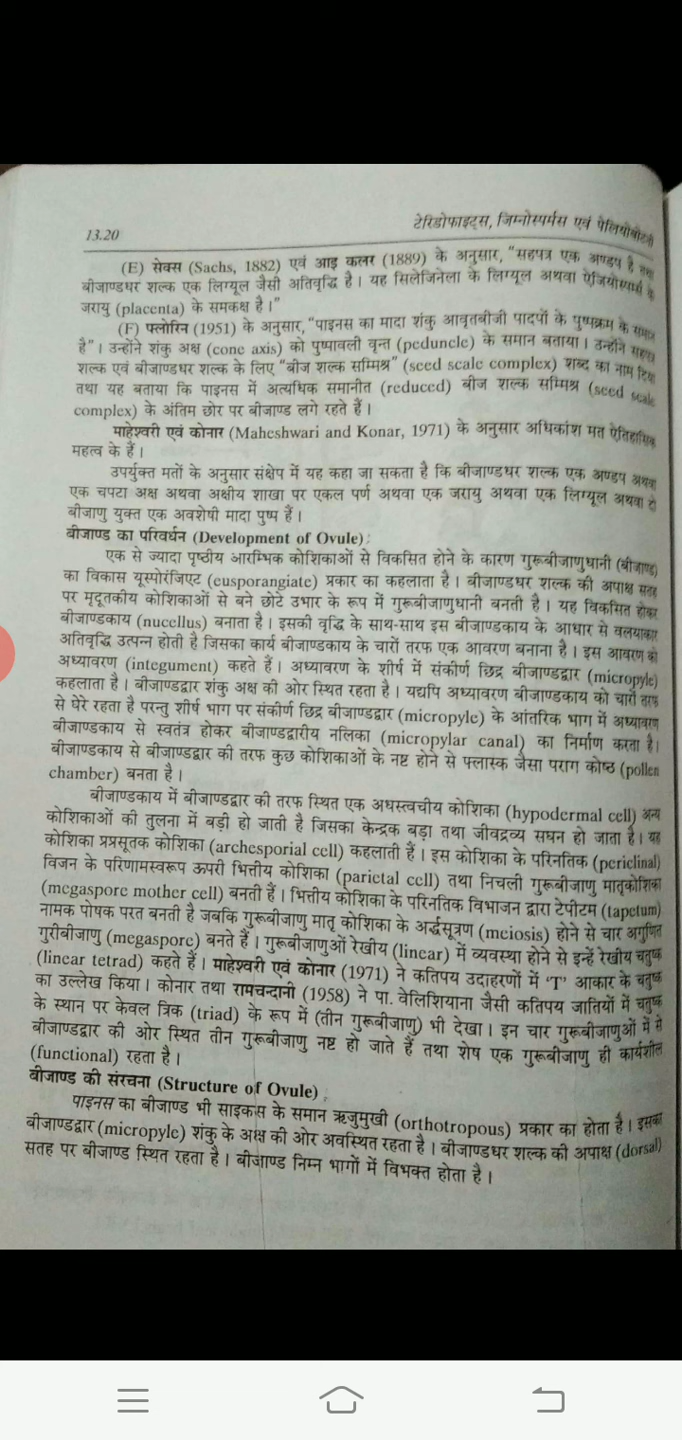 13.20
टेरिडोफाइट्स, जिम्नोस्पर्मस एवं पेलियोबोटनी
(E) सेक्स (Sachs, 1882) एवं आइ कलर (1889) के अनुसार, “सहपत्र एक अण्डप है तथा
बीजाण्डधर शल्क एक लिग्यूल जैसी अतिवृद्धि है। यह सिलेजिनेला के लिग्यूल अथवा ऐंजियोस्पर्म्स के
जरायु (placenta) के समकक्ष है।”
(F) फ्लोरिन (1951) के अनुसार, “पाइनस का मादा शंकु आवृतबीजी पादपों के पुष्पक्रम के समान
है”। उन्होंने शंकु अक्ष (cone axis) को पुष्पावली वृन्त (peduncle) के समान बताया। उन्होंने सहपत्र
शल्क एवं बीजाण्डधर शल्क के लिए “बीज शल्क सम्मिश्र” (seed scale complex) शब्द का नाम दिया
तथा यह बताया कि पाइनस में अत्यधिक समानीत (reduced) बीज शल्क सम्मिश्र (seed scale
complex) के अंतिम छोर पर बीजाण्ड लगे रहते हैं।
माहेश्वरी एवं कोनार (Maheshwari and Konar, 1971) के अनुसार अधिकांश मत ऐतिहासिक
महत्व के हैं।
उपर्युक्त मतों के अनुसार संक्षेप में यह कहा जा सकता है कि बीजाण्डधर शल्क एक अण्डप अथवा
एक चपटा अक्ष अथवा अक्षीय शाखा पर एकल पर्ण अथवा एक जरायु अथवा एक लिग्यूल अथवा दो
बीजाणु युक्त एक अवशेषी मादा पुष्प हैं।
बीजाण्ड का परिवर्धन (Development of Ovule) :
एक से ज्यादा पृष्ठीय आरम्भिक कोशिकाओं से विकसित होने के कारण गुरूबीजाणुधानी (बीजाण्ड)
का विकास यूस्पोरंजिएट (eusporangiate) प्रकार का कहलाता है। बीजाण्डधर शल्क की अपाक्ष सतह
पर मृदूतकीय कोशिकाओं से बने छोटे उभार के रूप में गुरूबीजाणुधानी बनती है। यह विकसित होकर
बीजाण्डकाय (nucellus) बनाता है। इसकी वृद्धि के साथ-साथ इस बीजाण्डकाय के आधार से वलयाकार
अतिवृद्धि उत्पन्न होती है जिसका कार्य बीजाण्डकाय के चारों तरफ एक आवरण बनाना है। इस आवरण को
अध्यावरण (integument) कहते हैं। अध्यावरण के शीर्ष में संकीर्ण छिद्र बीजाण्डद्वार (micropyle)
कहलाता है। बीजाण्डद्वार शंकु अक्ष की ओर स्थित रहता है। यद्यपि अध्यावरण बीजाण्डकाय को चारों तरफ
से घेरे रहता है परन्तु शीर्ष भाग पर संकीर्ण छिद्र बीजाण्डद्वार (micropyle) के आंतरिक भाग में अध्यावरण
बीजाण्डकाय से स्वतंत्र होकर बीजाण्डद्वारीय नलिका (micropylar canal) का निर्माण करता है।
बीजाण्डकाय से बीजाण्डद्वार की तरफ कुछ कोशिकाओं के नष्ट होने से फ्लास्क जैसा पराग कोष्ठ (pollen
chamber) बनता है।
बीजाण्डकाय में बीजाण्डद्वार की तरफ स्थित एक अधस्त्वचीय कोशिका (hypodermal cell) अन्य
कोशिकाओं की तुलना में बड़ी हो जाती है जिसका केन्द्रक बड़ा तथा जीवद्रव्य सघन हो जाता है। यह
कोशिका प्रप्रसूतक कोशिका (archesporial cell) कहलाती हैं। इस कोशिका के परिनतिक (periclinal)
विजन के परिणामस्वरूप ऊपरी भित्तीय कोशिका (parietal cell) तथा निचली गुरूबीजाणु मातृकोशिका
(megaspore mother cell) बनती हैं। भित्तीय कोशिका के परिनतिक विभाजन द्वारा टेपीटम (tapetum)
नामक पोषक परत बनती है जबकि गुरूबीजाणु मातृ कोशिका के अर्द्धसूत्रण (meiosis) होने से चार अगुणित
गुरीबीजाणु (megaspore) बनते हैं। गुरूबीजाणुओं रेखीय (linear) में व्यवस्था होने से इन्हें रेखीय चतुष्क
(linear tetrad) कहते हैं। माहेश्वरी एवं कोनार (1971) ने कतिपय उदाहरणों में ‘T’ आकार के चतुष्क
का उल्लेख किया। कोनार तथा रामचन्दानी (1958) ने पा. वेलिशियाना जैसी कतिपय जातियों में चतुष्क
के स्थान पर केवल त्रिक (triad) के रूप में (तीन गुरूबीजाणु) भी देखा। इन चार गुरूबीजाणुओं में से
बीजाण्डद्वार की ओर स्थित तीन गुरूबीजाणु नष्ट हो जाते हैं तथा शेष एक गुरूबीजाणु ही कार्यशील
(functional) रहता है।
बीजाण्ड की संरचना (Structure of Ovule) :
पाइनस का बीजाण्ड भी साइकस के समान ऋजुमुखी (orthotropous) प्रकार का होता है। इसका
बीजाण्डद्वार (micropyle) शंकु के अक्ष की ओर अवस्थित रहता है। बीजाण्डधर शल्क की अपाक्ष (dorsal)
सतह पर बीजाण्ड स्थित रहता है। बीजाण्ड निम्न भागों में विभक्त होता है।